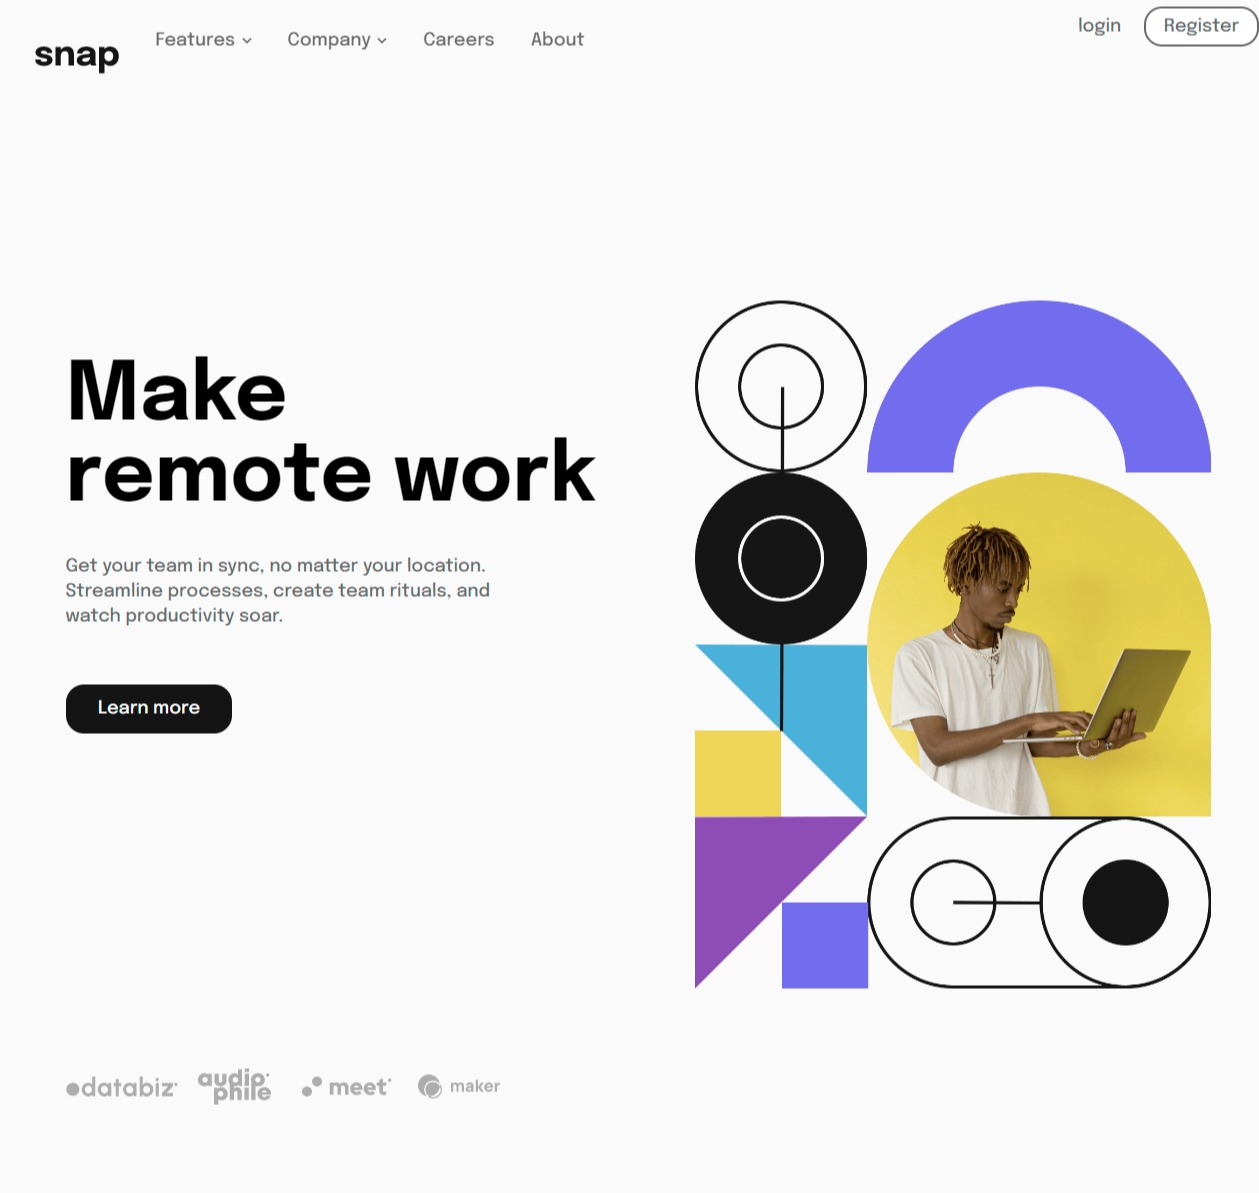 snap
Features
Company
Careers
About
login
Register
Make
remote work
Get your team in sync, no matter your location.
Streamline processes, create team rituals, and
watch productivity soar.
Learn more
databiz
audiophile
meet
maker